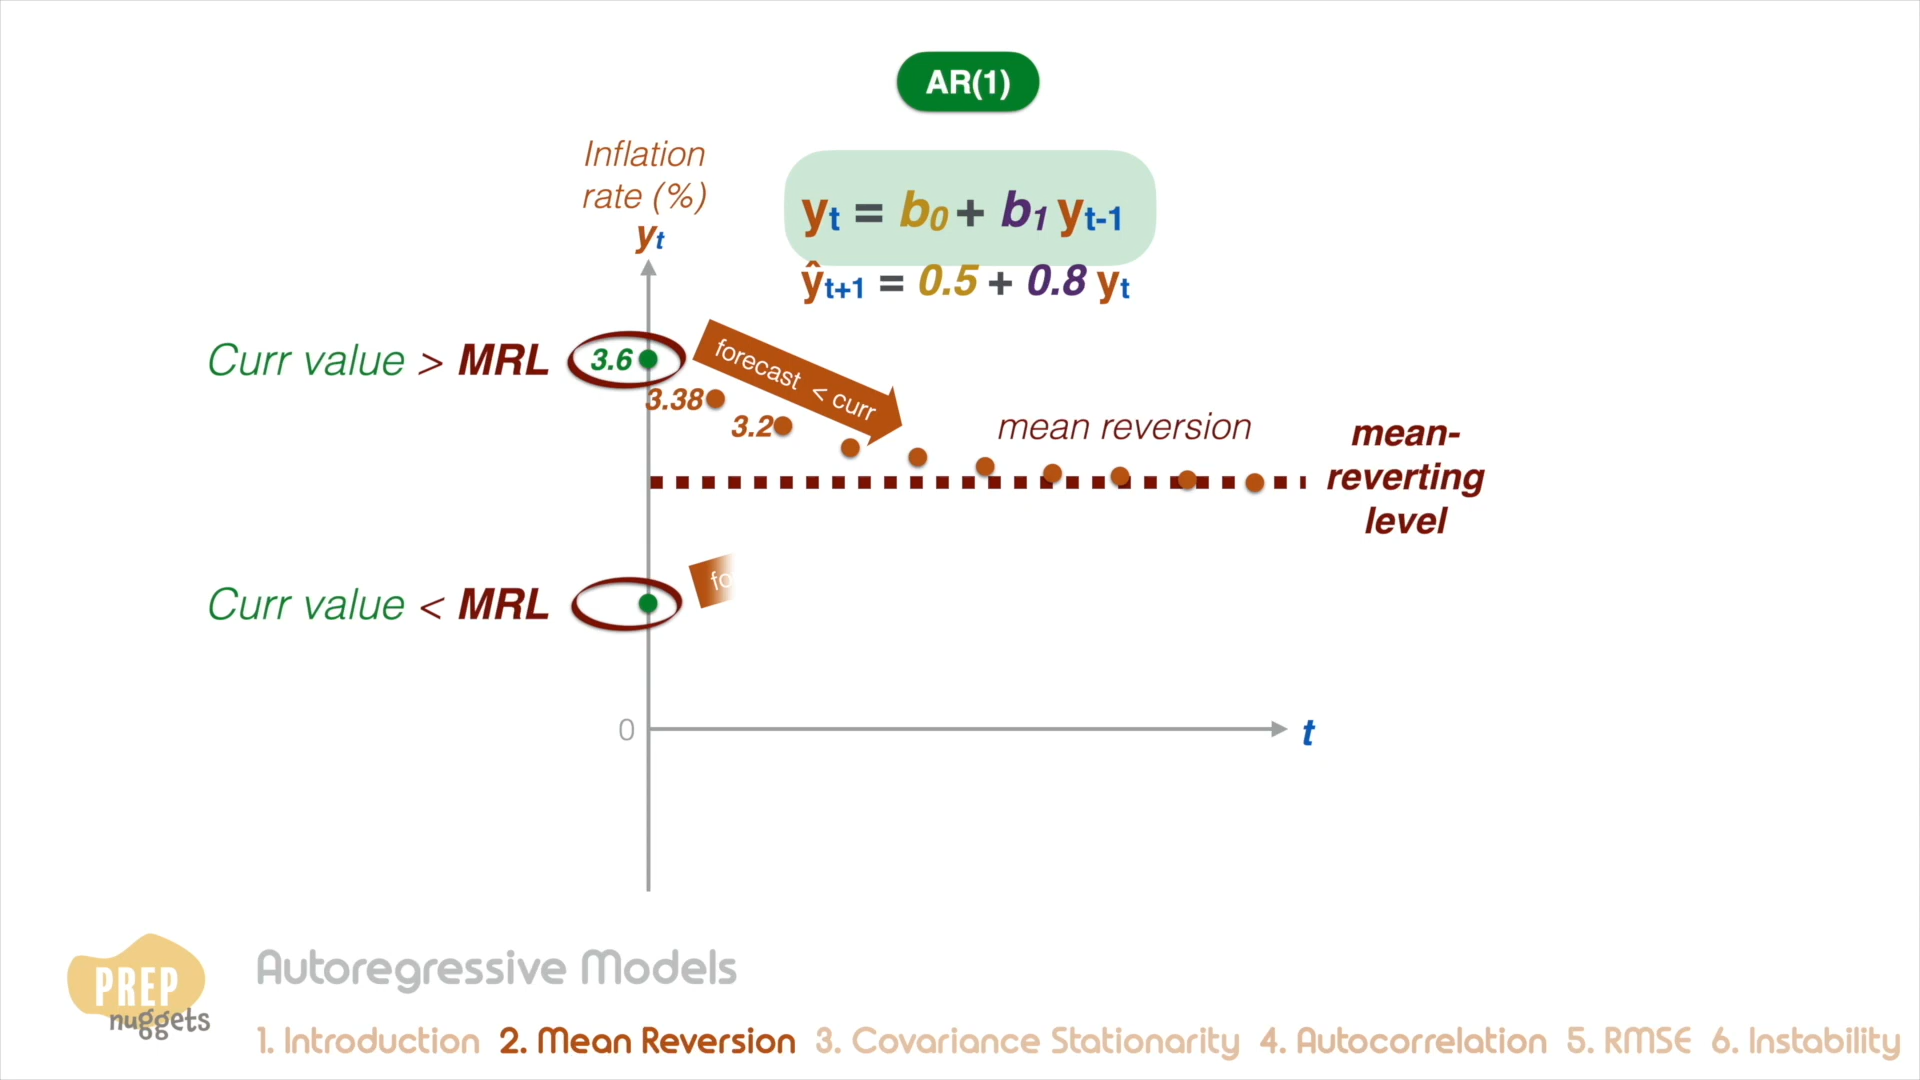 AR(1)
Inflation
rate (%)
yt
yt = b0 + b1 yt-1
ŷt+1 = 0.5 + 0.8 yt
Curr value > MRL
3.6
forecast < curr
3.38
3.2
mean reversion
mean-
reverting
level
Curr value < MRL
fo
0
t
PREP
nuggets
Autoregressive Models
1. Introduction 2. Mean Reversion 3. Covariance Stationarity 4. Autocorrelation 5. RMSE 6. Instability